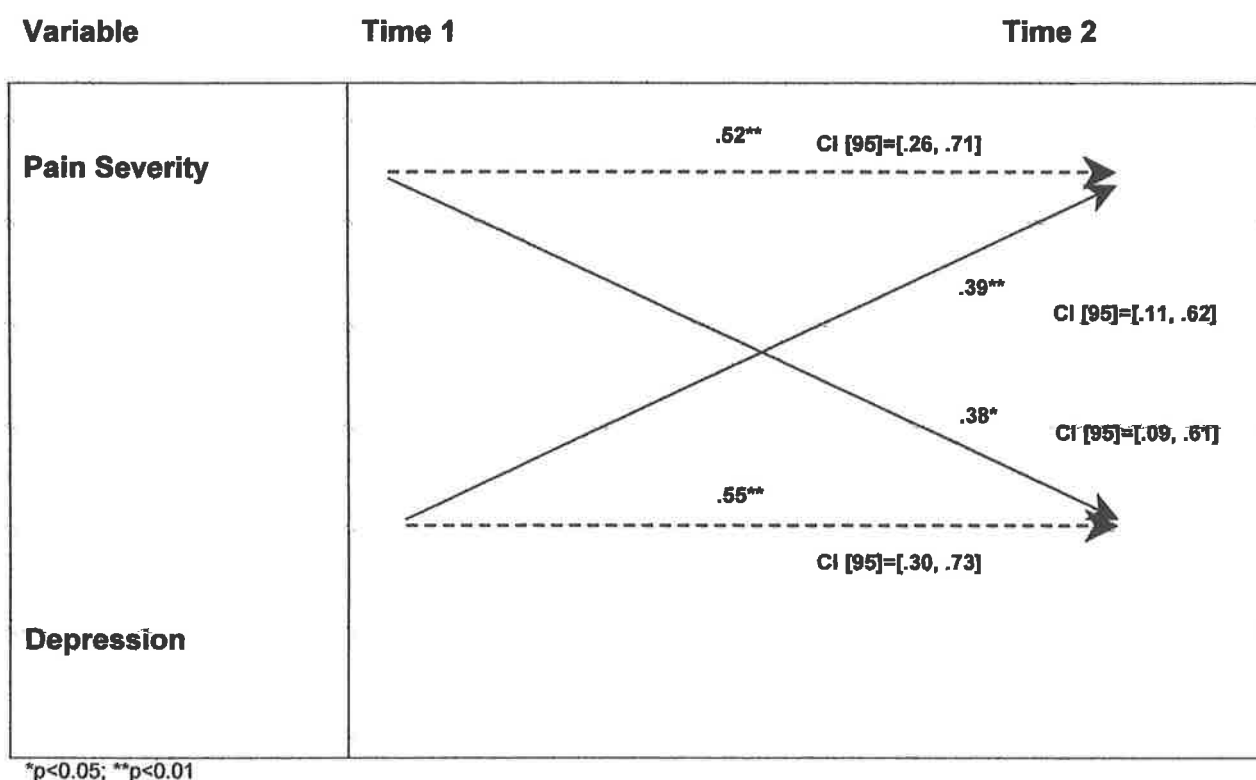 Variable Time 1 Time 2
.52** CI [95]=[.26, .71]
Pain Severity
.39**
CI [95]=[.11, .62]
.38*
CI [95]=[.09, .61]
.55**
CI [95]=[.30, .73]
Depression
*p<0.05; **p<0.01